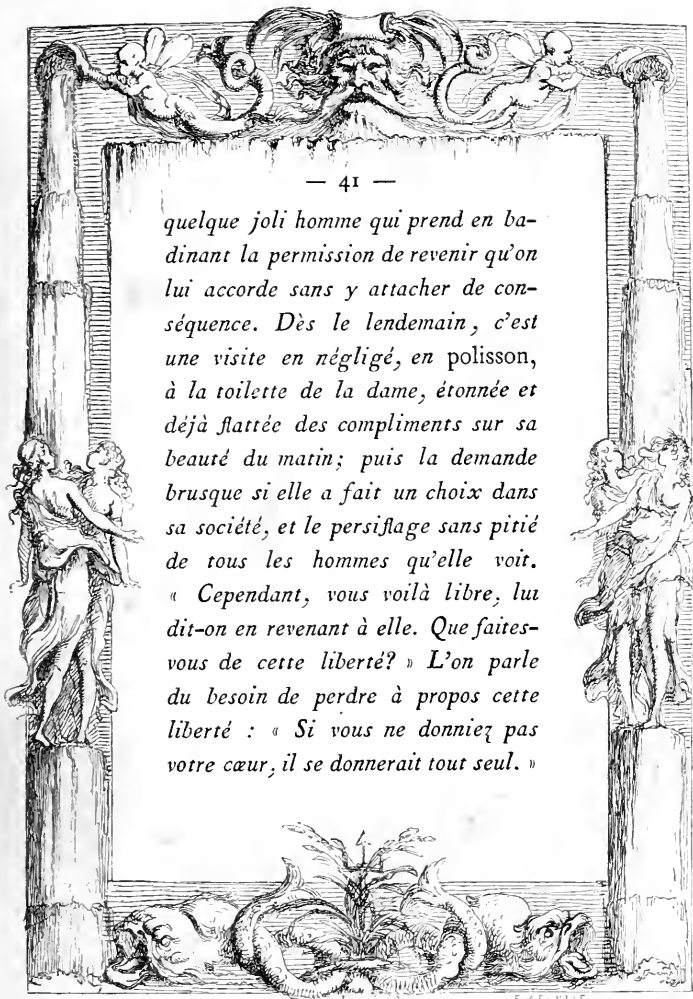 — 41 —
quelque joli homme qui prend en ba-
dinant la permission de revenir qu'on
lui accorde sans y attacher de con-
séquence. Dès le lendemain, c'est
une visite en négligé, en polisson,
à la toilette de la dame, étonnée et
déjà flattée des compliments sur sa
beauté du matin; puis la demande
brusque si elle a fait un choix dans
sa société, et le persiflage sans pitié
de tous les hommes qu'elle voit.
« Cependant, vous voilà libre, lui
dit-on en revenant à elle. Que faites-
vous de cette liberté? » L'on parle
du besoin de perdre à propos cette
liberté : « Si vous ne donniez pas
votre cœur, il se donnerait tout seul. »